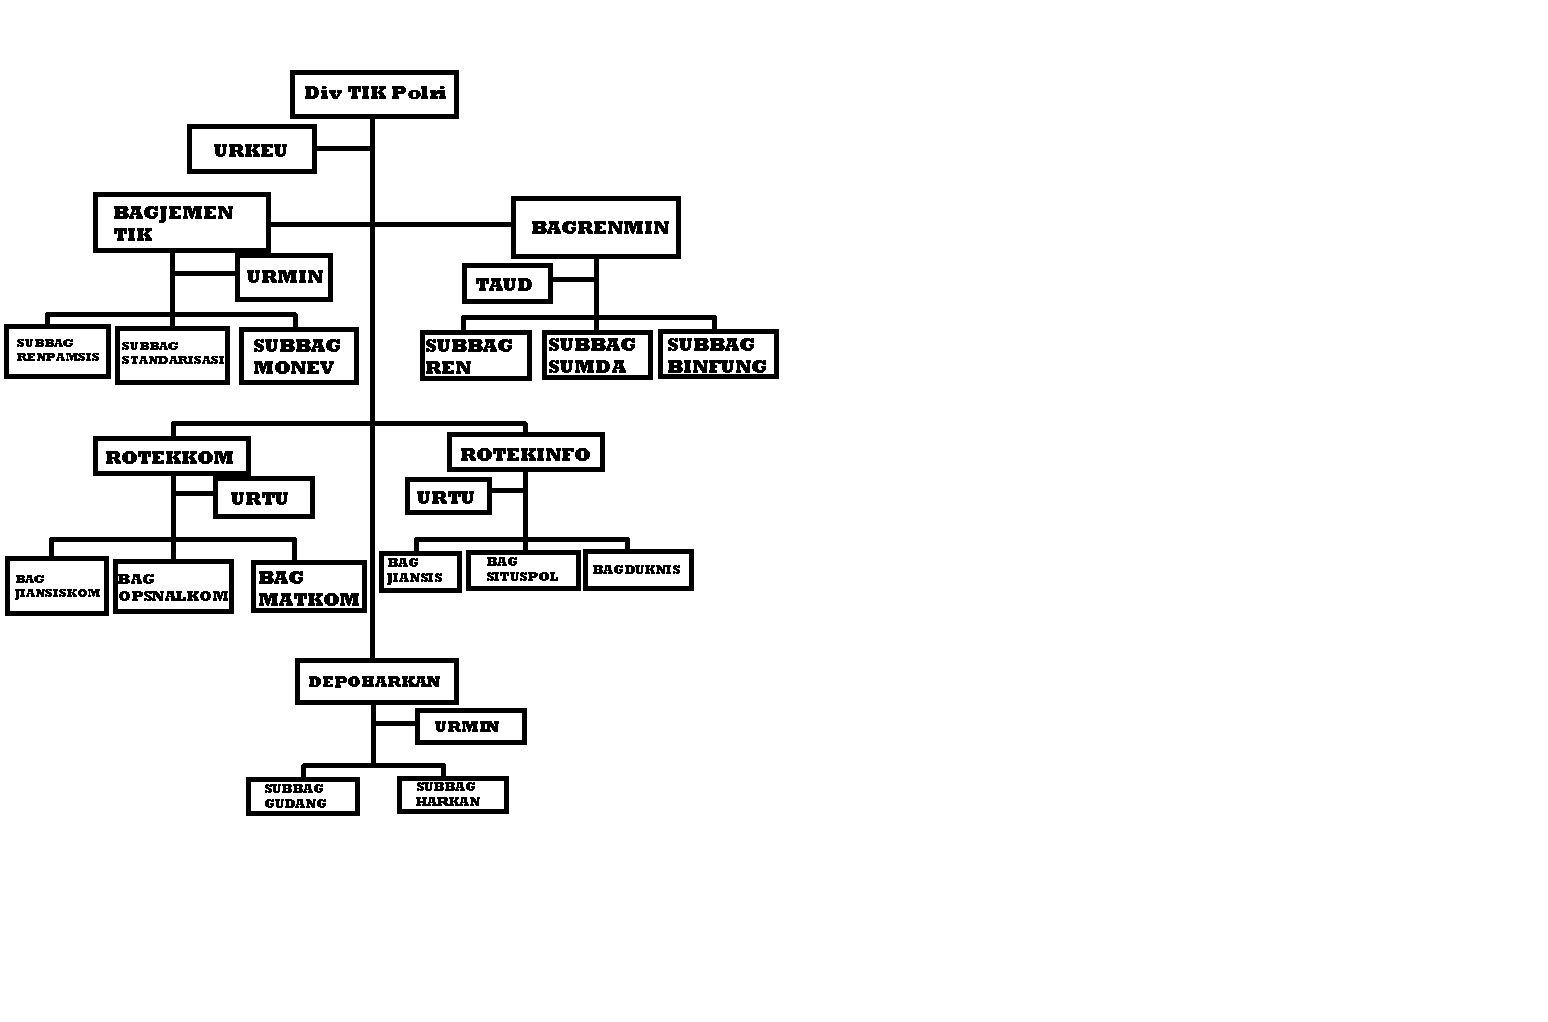 Div TIK Polri
URKEU
BAGJEMEN
TIK
BAGRENMIN
URMIN
TAUD
SUBBAG
RENPAMSIS
SUBBAG
STANDARISASI
SUBBAG
MONEV
SUBBAG
REN
SUBBAG
SUMDA
SUBBAG
BINFUNG
ROTEKKOM
ROTEKINFO
URTU
URTU
BAG
JIANSISKOM
BAG
OPSNALKOM
BAG
MATKOM
BAG
JIANSIS
BAG
SITUSPOL
BAGDUKNIS
DEPOHARKAN
URMIN
SUBBAG
GUDANG
SUBBAG
HARKAN